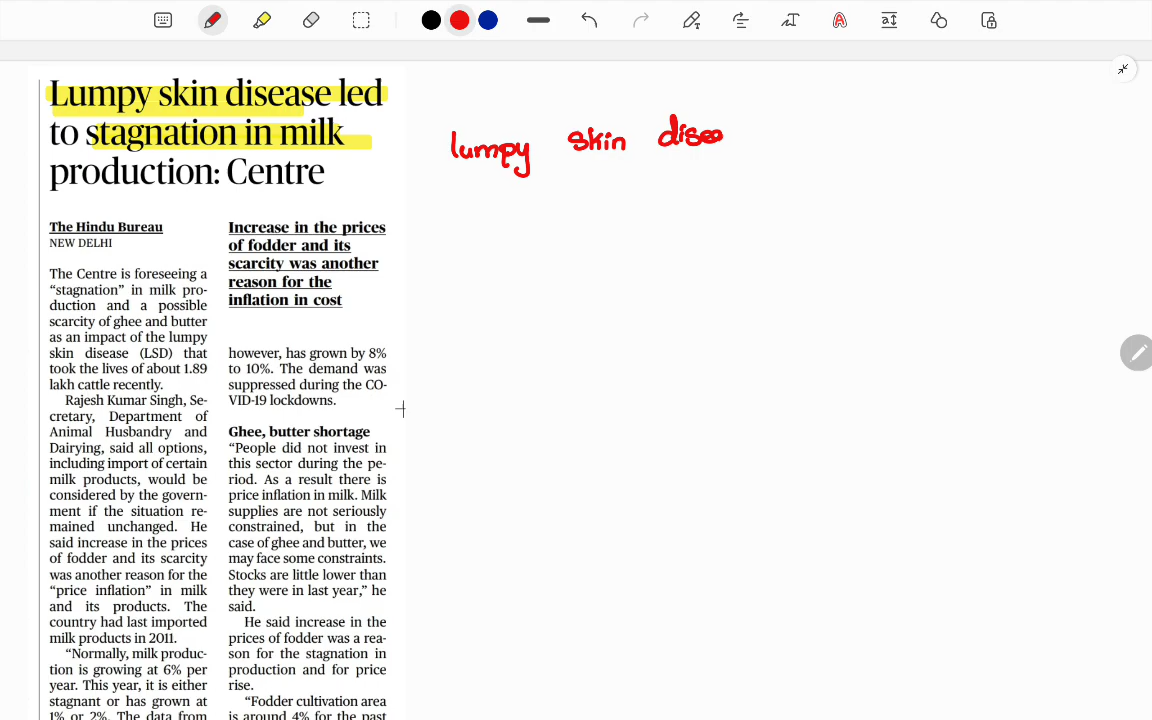 Lumpy skin disease led
to stagnation in milk
production: Centre
lumpy skin disea
The Hindu Bureau
NEW DELHI
The Centre is foreseeing a
“stagnation” in milk pro-
duction and a possible
scarcity of ghee and butter
as an impact of the lumpy
skin disease (LSD) that
took the lives of about 1.89
lakh cattle recently.
Rajesh Kumar Singh, Se-
cretary, Department of
Animal Husbandry and
Dairying, said all options,
including import of certain
milk products, would be
considered by the govern-
ment if the situation re-
mained unchanged. He
said increase in the prices
of fodder and its scarcity
was another reason for the
“price inflation” in milk
and its products. The
country had last imported
milk products in 2011.
“Normally, milk produc-
tion is growing at 6% per
year. This year, it is either
stagnant or has grown at
1% or 2%. The data from
Increase in the prices
of fodder and its
scarcity was another
reason for the
inflation in cost
however, has grown by 8%
to 10%. The demand was
suppressed during the CO-
VID-19 lockdowns.
Ghee, butter shortage
“People did not invest in
this sector during the pe-
riod. As a result there is
price inflation in milk. Milk
supplies are not seriously
constrained, but in the
case of ghee and butter, we
may face some constraints.
Stocks are little lower than
they were in last year,” he
said.
He said increase in the
prices of fodder was a rea-
son for the stagnation in
production and for price
rise.
“Fodder cultivation area
is around 4% for the past